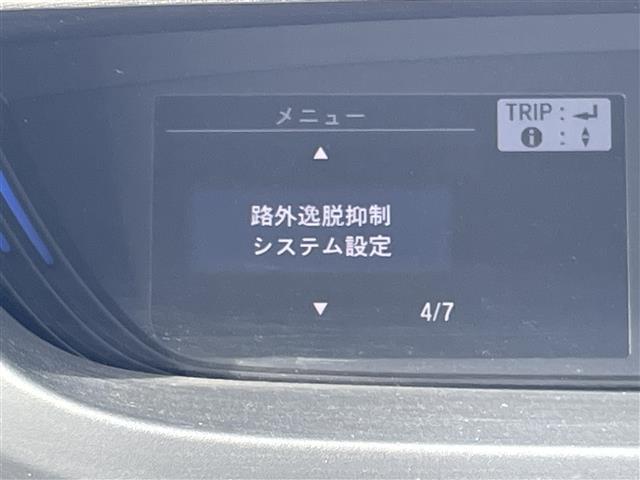 メニュー
TRIP : ↵
i : ♦
▲
路外逸脱抑制
システム設定
▼
4/7